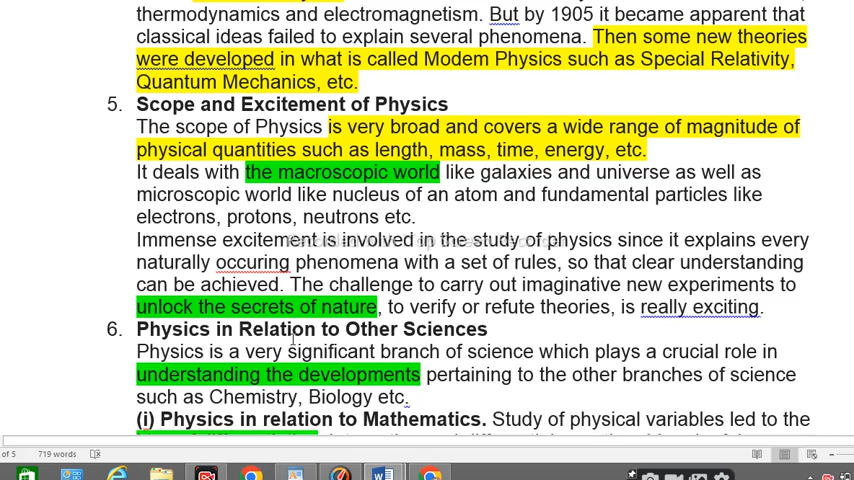 thermodynamics and electromagnetism. But by 1905 it became apparent that
classical ideas failed to explain several phenomena. Then some new theories
were developed in what is called Modem Physics such as Special Relativity,
Quantum Mechanics, etc.
5. Scope and Excitement of Physics
The scope of Physics is very broad and covers a wide range of magnitude of
physical quantities such as length, mass, time, energy, etc.
It deals with the macroscopic world like galaxies and universe as well as
microscopic world like nucleus of an atom and fundamental particles like
electrons, protons, neutrons etc.
Immense excitement is involved in the study of physics since it explains every
naturally occuring phenomena with a set of rules, so that clear understanding
can be achieved. The challenge to carry out imaginative new experiments to
unlock the secrets of nature, to verify or refute theories, is really exciting.
6. Physics in Relation to Other Sciences
Physics is a very significant branch of science which plays a crucial role in
understanding the developments pertaining to the other branches of science
such as Chemistry, Biology etc.
(i) Physics in relation to Mathematics. Study of physical variables led to the
of 5 719 words